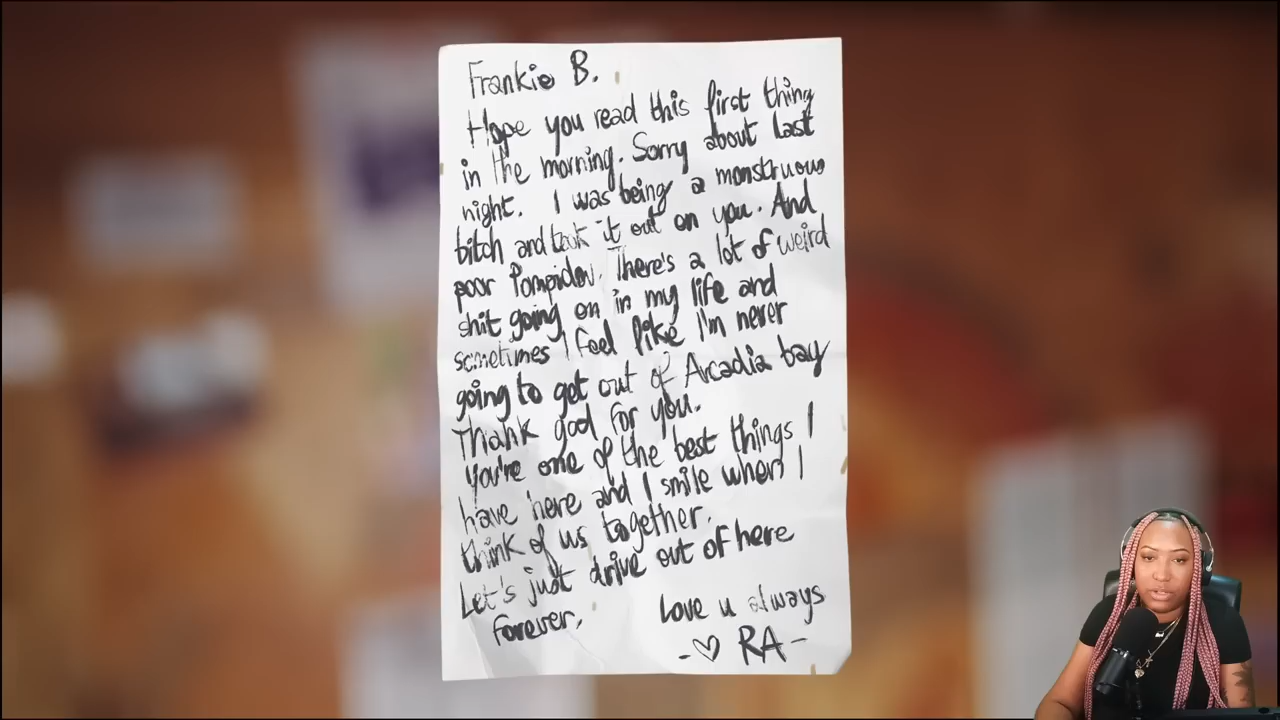 Frankie B.
Hope you read this first thing
in the morning. Sorry about last
night. I was being a monstruous
bitch and took it out on you. And
poor Pompidou. There's a lot of weird
shit going on in my life and
sometimes I feel like I'm never
going to get out of Arcadia bay
Thank god for you.
You're one of the best things I
have here and I smile when I
think of us together.
Let's just drive out of here
forever.
Love u always
-♡ RA-